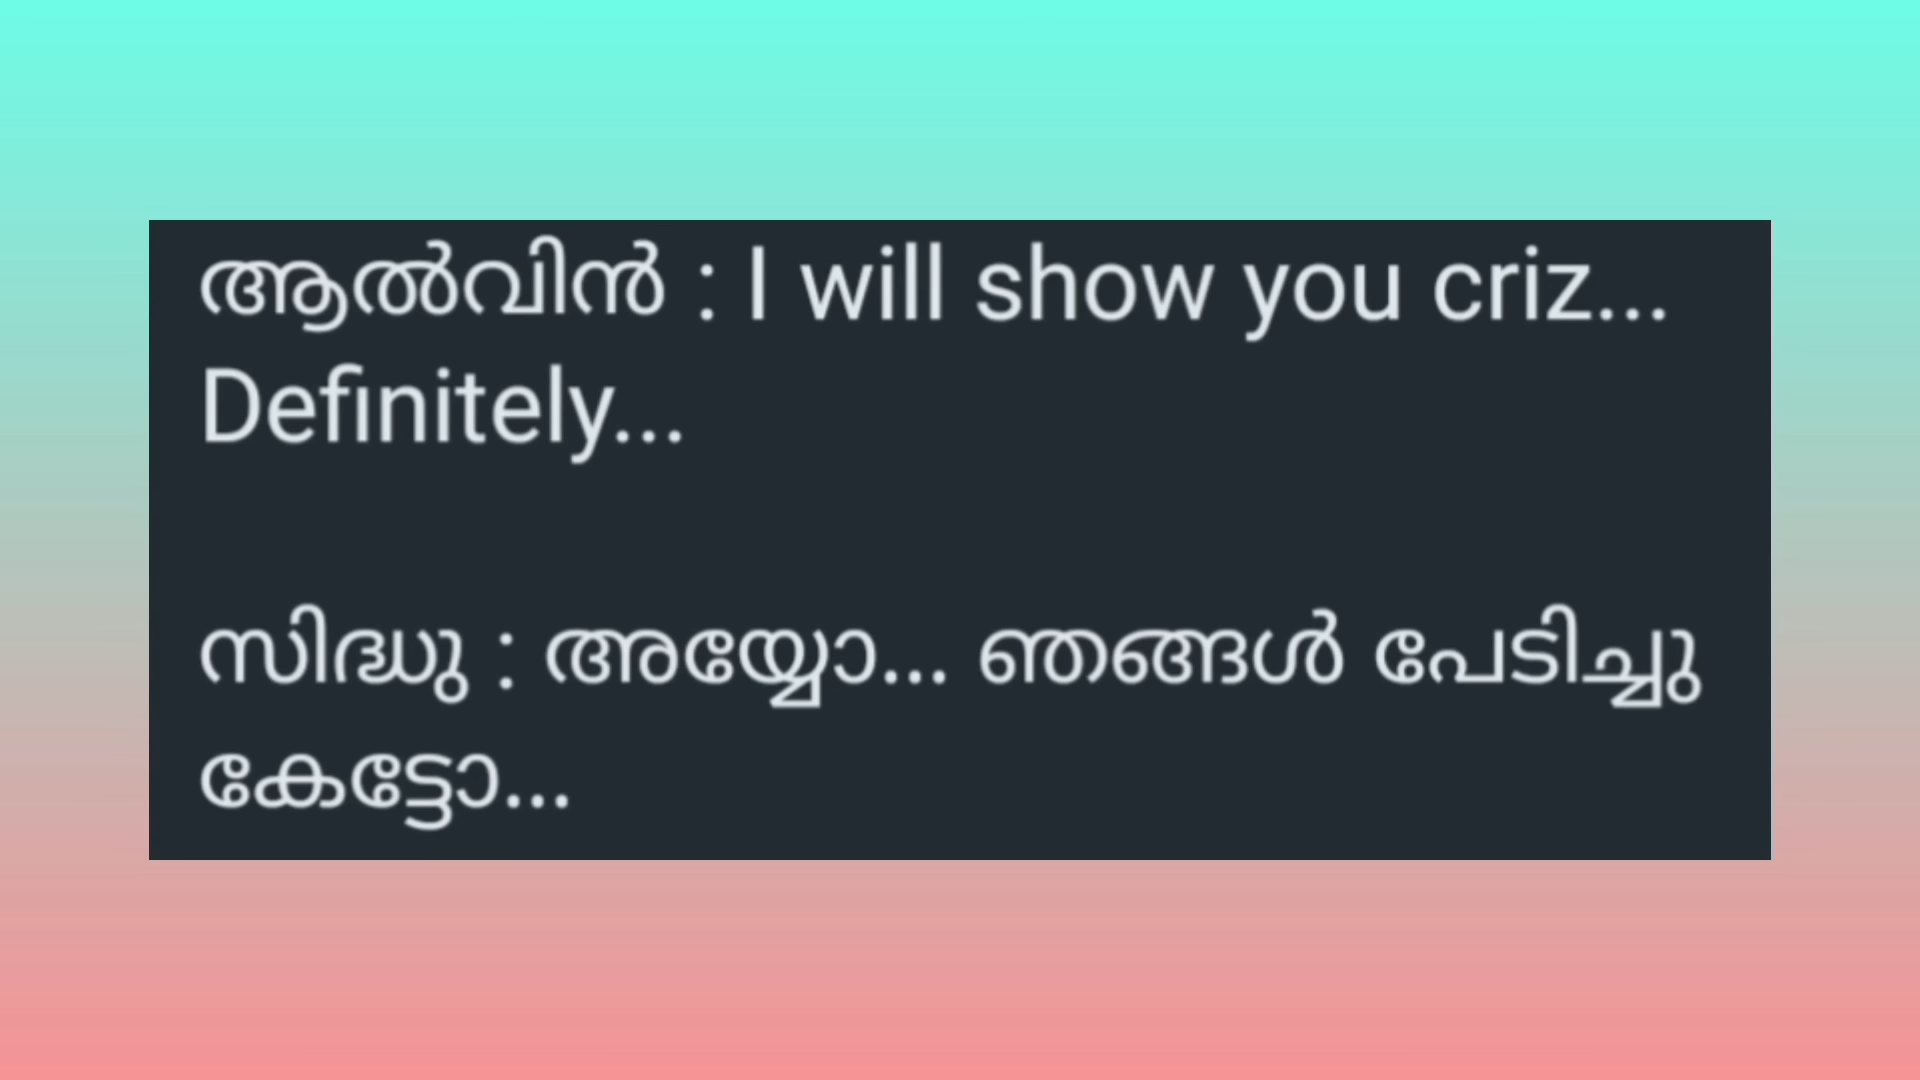 ആൽവിൻ : I will show you criz...
Definitely...
സിദ്ധു : അയ്യോ... ഞങ്ങൾ പേടിച്ചു
കേട്ടോ...